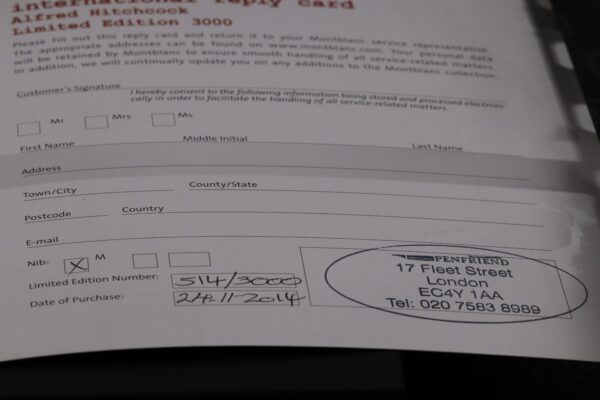 international reply card
Alfred Hitchcock
Limited Edition 3000
Please fill out this reply card and return it to your Montblanc service representative.
The appropriate addresses can be found on www.montblanc.com. Your personal data
will be retained by Montblanc to ensure smooth handling of all service-related matters.
In addition, we will continually update you on any additions to the Montblanc collection.
Customer's Signature
I hereby consent to the following information being stored and processed electroni-
cally in order to facilitate the handling of all service-related matters.
Mr Mrs Ms
First Name Middle Initial Last Name
Address
Town/City County/State
Postcode Country
E-mail
Nib: X M
Limited Edition Number: 514/3000
Date of Purchase: 24.11.2014
PENFRIEND
17 Fleet Street
London
EC4Y 1AA
Tel: 020 7583 8989